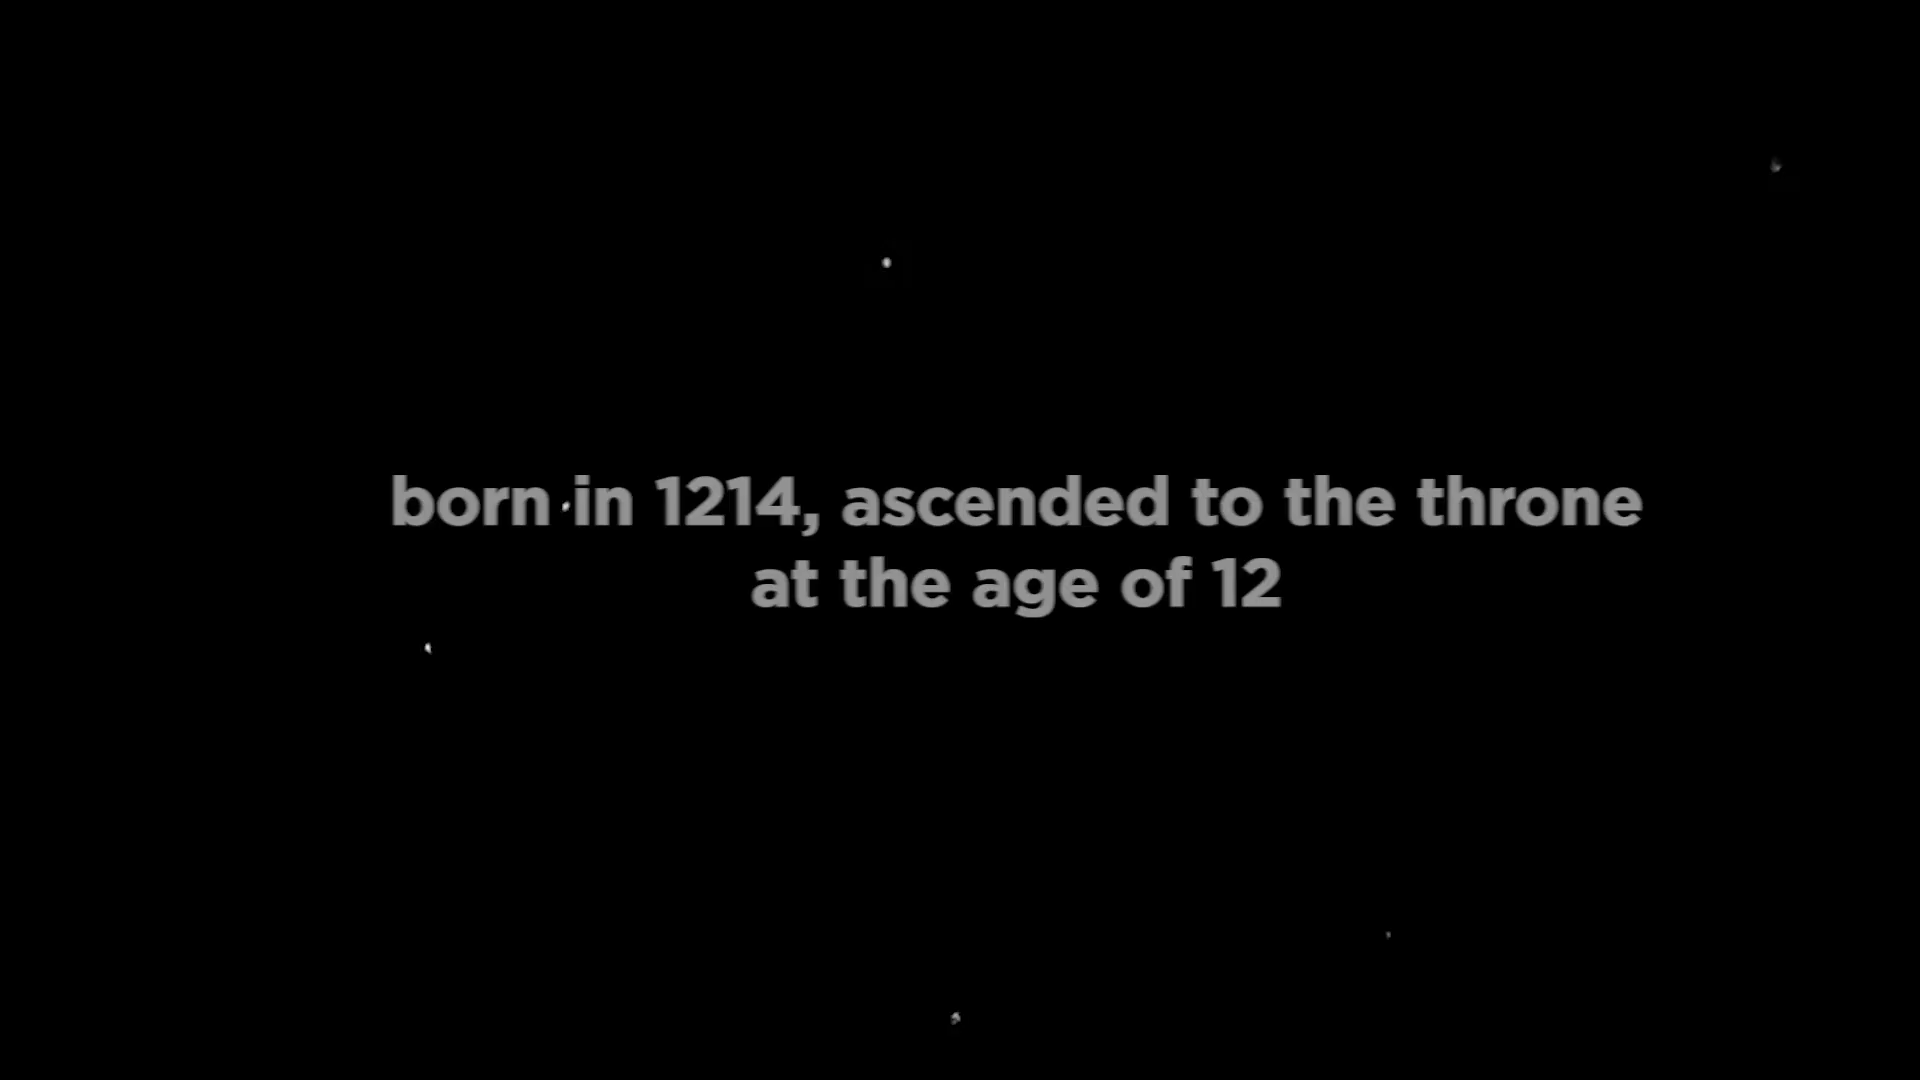 born in 1214, ascended to the throne
at the age of 12